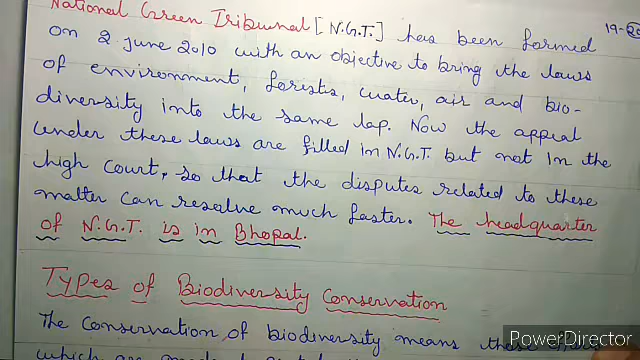 National Green Tribunal [N.G.T.] has been formed
on 2 June 2010 with an objective to bring the laws
of environment, forests, water, air and bio-
diversity into the same lap. Now the appeal
under these laws are filled in N.G.T. but not in the
high court, so that the disputes related to these
matter can resolve much faster. The headquarter
of N.G.T. is in Bhopal.
Types of Biodiversity Conservation
The Conservation of biodiversity means these
which are
PowerDirector